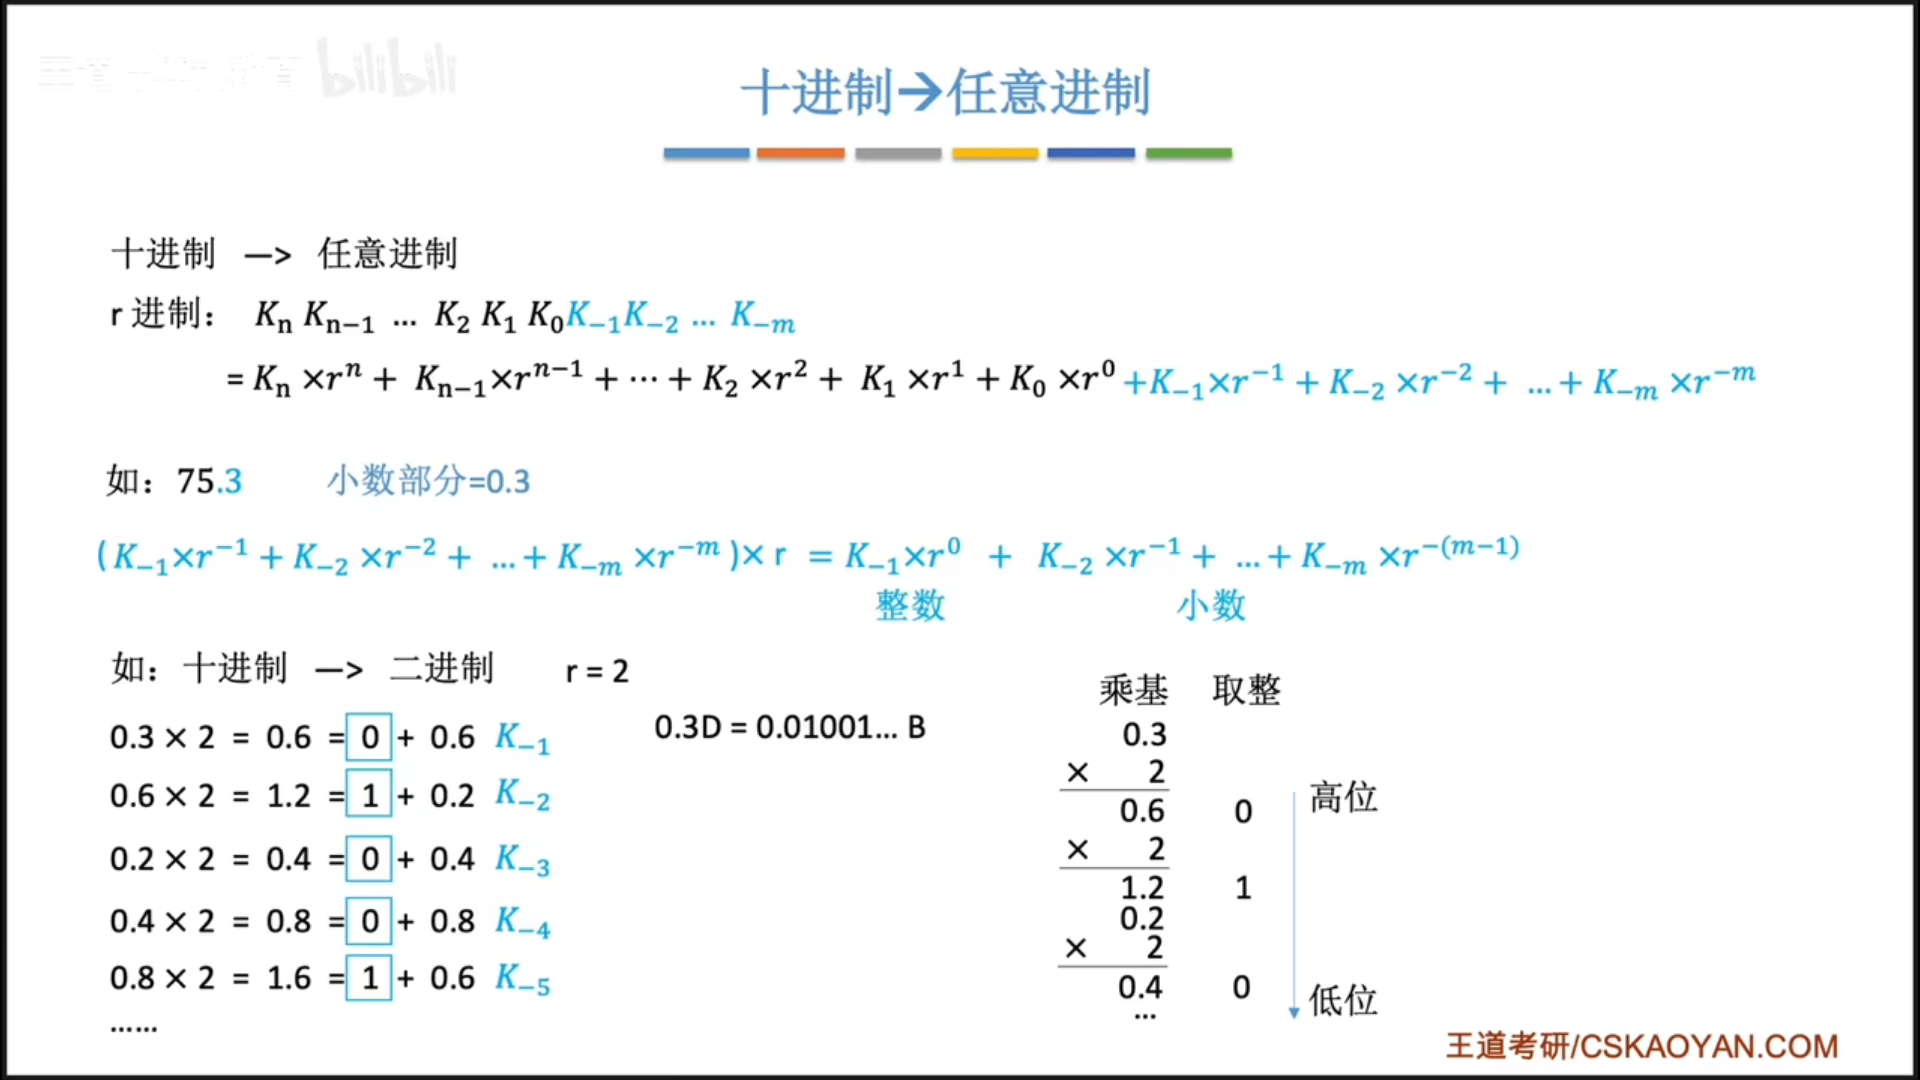 bilibili
十进制→任意进制
十进制 —> 任意进制
r 进制： Kₙ Kₙ₋₁ … K₂ K₁ K₀K₋₁K₋₂ … K₋ₘ
= Kₙ ×rⁿ + Kₙ₋₁×rⁿ⁻¹ + ⋯ + K₂ ×r² + K₁ ×r¹ + K₀ ×r⁰ +K₋₁×r⁻¹ + K₋₂ ×r⁻² + … + K₋ₘ ×r⁻ᵐ
如：75.3 小数部分=0.3
(K₋₁×r⁻¹ + K₋₂ ×r⁻² + … + K₋ₘ ×r⁻ᵐ )× r = K₋₁×r⁰ + K₋₂ ×r⁻¹ + … + K₋ₘ ×r⁻⁽ᵐ⁻¹⁾
整数 小数
如：十进制 —> 二进制 r = 2
0.3 × 2 = 0.6 = 0 + 0.6 K₋₁
0.6 × 2 = 1.2 = 1 + 0.2 K₋₂
0.2 × 2 = 0.4 = 0 + 0.4 K₋₃
0.4 × 2 = 0.8 = 0 + 0.8 K₋₄
0.8 × 2 = 1.6 = 1 + 0.6 K₋₅
……
0.3D = 0.01001... B
乘基 取整
0.3
× 2
0.6 0
× 2
1.2 1
0.2
× 2
0.4 0
...
高位
低位
王道考研/CSKAOYAN.COM